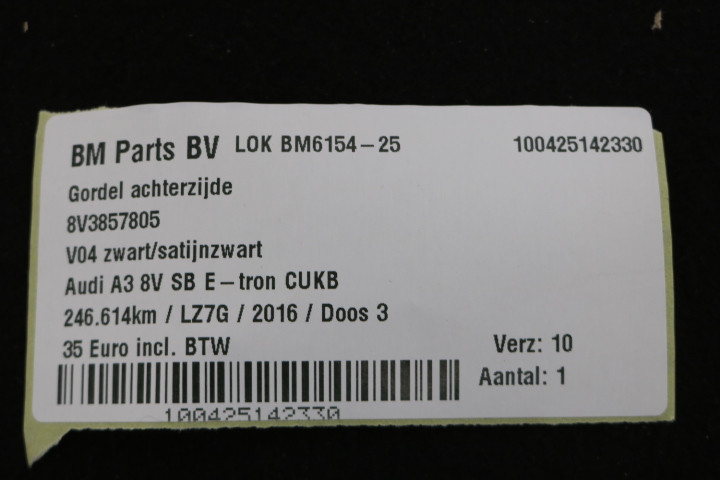 BM Parts BV LOK BM6154-25 100425142330
Gordel achterzijde
8V3857805
V04 zwart/satijnzwart
Audi A3 8V SB E-tron CUKB
246.614km / LZ7G / 2016 / Doos 3
35 Euro incl. BTW Verz: 10
Aantal: 1
100425142330